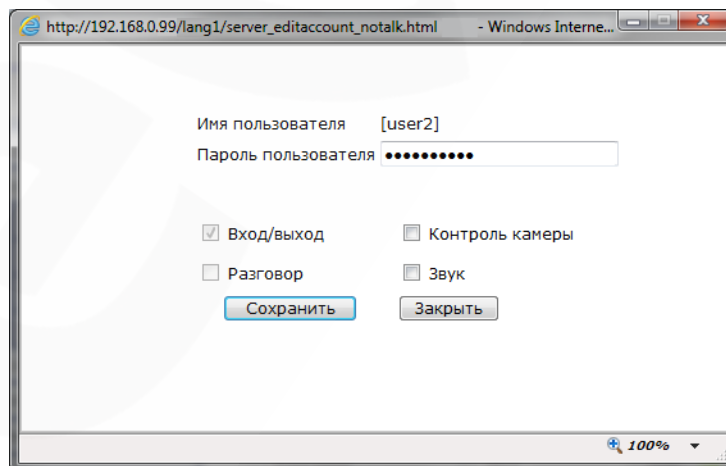 http://192.168.0.99/lang1/server_editaccount_notalk.html - Windows Interne...
Имя пользователя [user2]
Пароль пользователя ●●●●●●●●●●
Вход/выход Контроль камеры
Разговор Звук
Сохранить Закрыть
100%